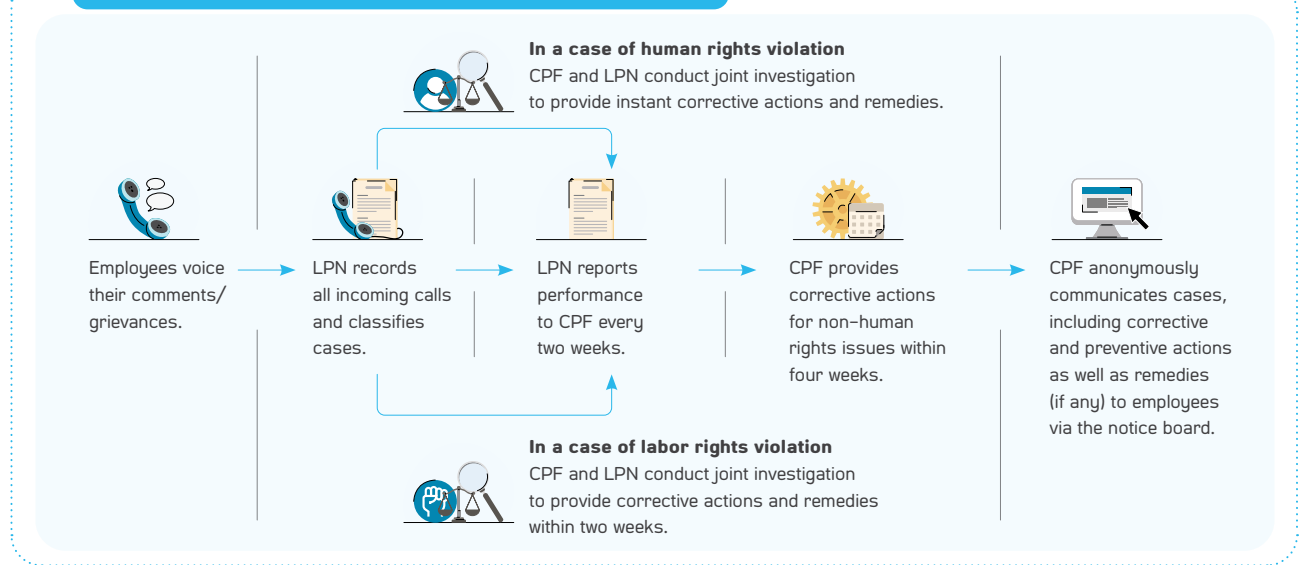 In a case of human rights violation
CPF and LPN conduct joint investigation
to provide instant corrective actions and remedies.
Employees voice
their comments/
grievances.
LPN records
all incoming calls
and classifies
cases.
LPN reports
performance
to CPF every
two weeks.
CPF provides
corrective actions
for non-human
rights issues within
four weeks.
CPF anonymously
communicates cases,
including corrective
and preventive actions
as well as remedies
(if any) to employees
via the notice board.
In a case of labor rights violation
CPF and LPN conduct joint investigation
to provide corrective actions and remedies
within two weeks.